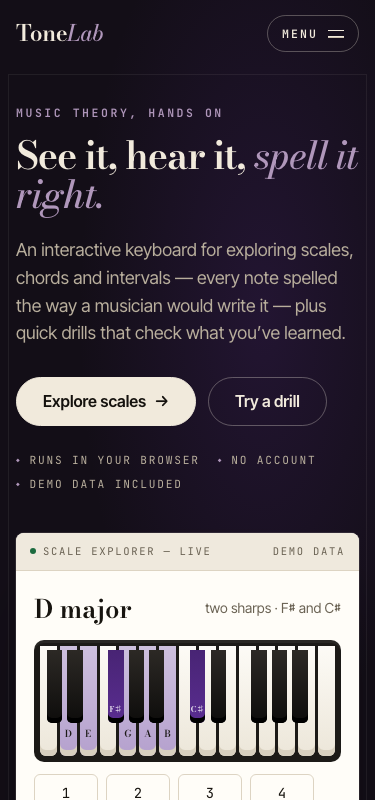 ToneLab
MENU
MUSIC THEORY, HANDS ON
See it, hear it, spell it
right.
An interactive keyboard for exploring scales,
chords and intervals — every note spelled
the way a musician would write it — plus
quick drills that check what you’ve learned.
Explore scales →
Try a drill
RUNS IN YOUR BROWSER
NO ACCOUNT
DEMO DATA INCLUDED
SCALE EXPLORER — LIVE
DEMO DATA
D major
two sharps · F♯ and C♯
F♯ C♯
D E G A B
1 2 3 4